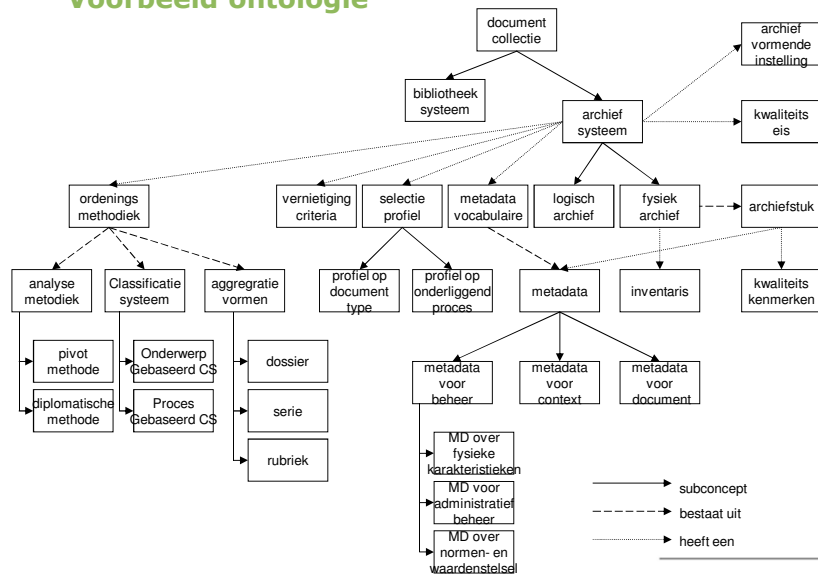 Voorbeeld ontologie
document
collectie
archief
vormende
instelling
bibliotheek
systeem
archief
systeem
kwaliteits
eis
ordenings
methodiek
vernietiging
criteria
selectie
profiel
metadata
vocabulaire
logisch
archief
fysiek
archief
archiefstuk
analyse
metodiek
Classificatie
systeem
aggregratie
vormen
profiel op
document
type
profiel op
onderliggend
proces
metadata
inventaris
kwaliteits
kenmerken
pivot
methode
Onderwerp
Gebaseerd CS
dossier
metadata
voor
beheer
metadata
voor
context
metadata
voor
document
diplomatische
methode
Proces
Gebaseerd CS
serie
rubriek
MD over
fysieke
karakteristieken
MD voor
administratief
beheer
MD over
normen- en
waardenstelsel
subconcept
bestaat uit
heeft een